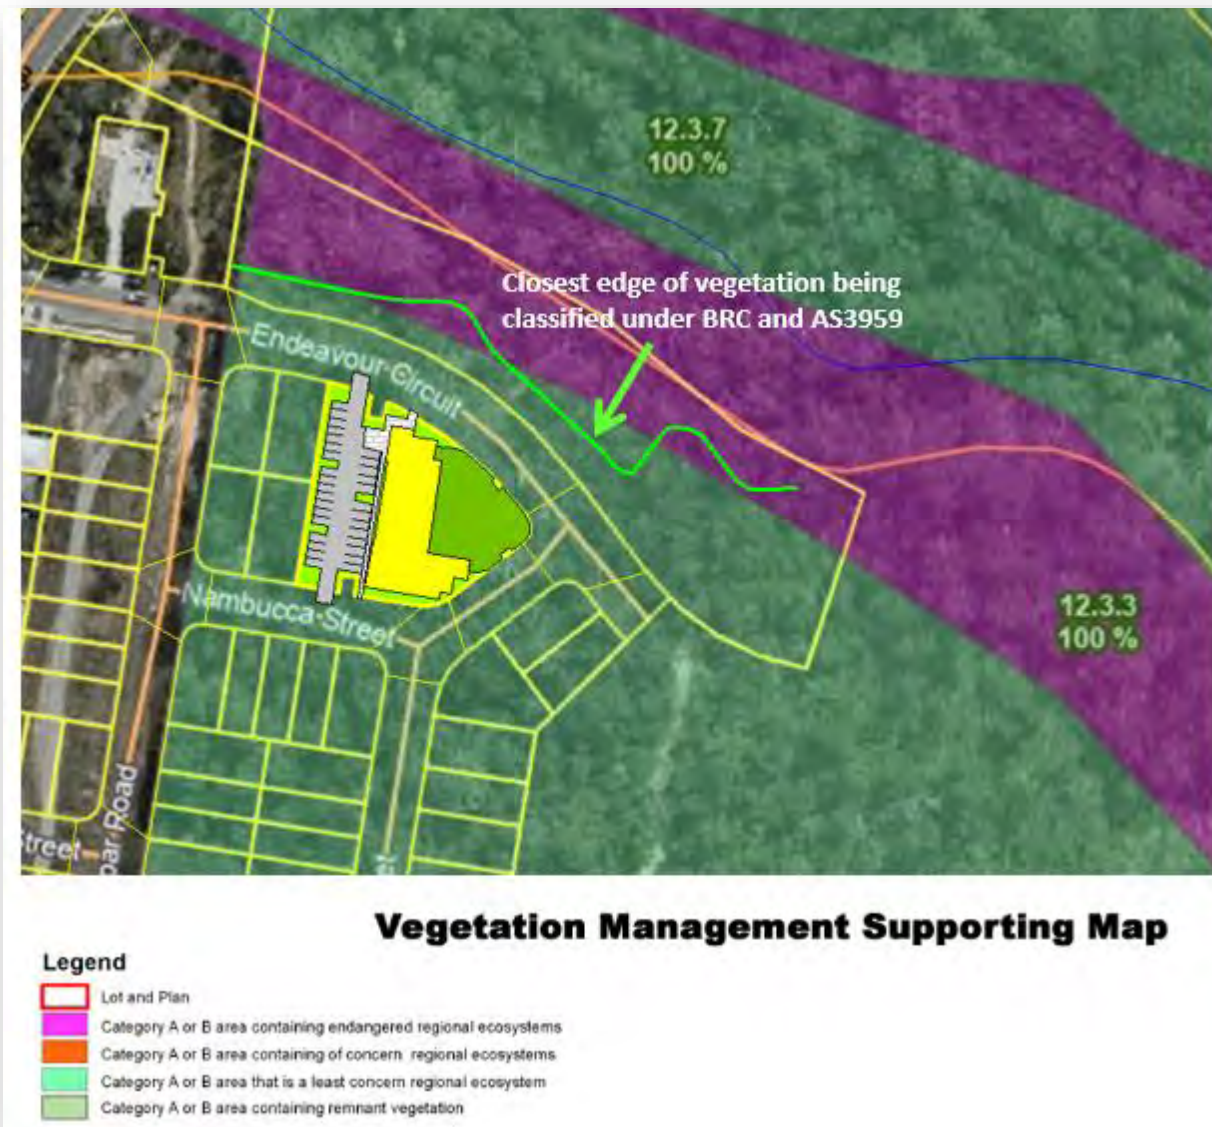 12.3.7
100 %
Closest edge of vegetation being
classified under BRC and AS3959
Endeavour Circuit
Nambucca Street
12.3.3
100 %
Road
Vegetation Management Supporting Map
Legend
Lot and Plan
Category A or B area containing endangered regional ecosystems
Category A or B area containing of concern regional ecosystems
Category A or B area that is a least concern regional ecosystem
Category A or B area containing remnant vegetation